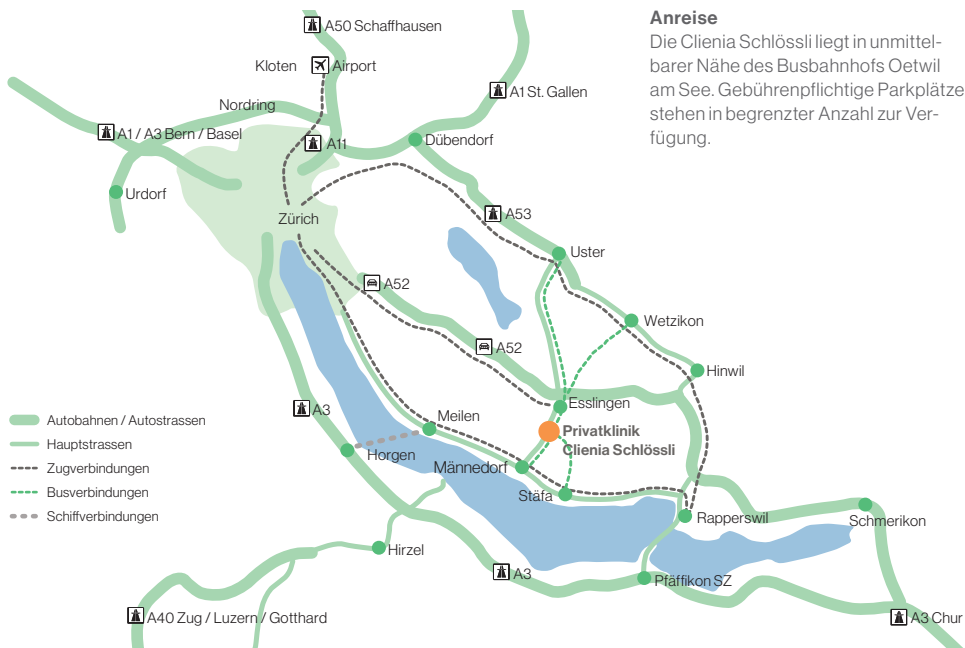 Anreise
Die Clienia Schlössli liegt in unmittel-
barer Nähe des Busbahnhofs Oetwil
am See. Gebührenpflichtige Parkplätze
stehen in begrenzter Anzahl zur Ver-
fügung.
A50 Schaffhausen
Kloten
Airport
A1 St. Gallen
Nordring
A1 / A3 Bern / Basel
A11
Dübendorf
Urdorf
Zürich
A53
Uster
A52
Wetzikon
A52
Hinwil
Esslingen
A3
Meilen
Privatklinik
Clienia Schlössli
Horgen
Männedorf
Stäfa
Rapperswil
Schmerikon
Hirzel
A3
Pfäffikon SZ
A40 Zug / Luzern / Gotthard
A3 Chur
Autobahnen / Autostrassen
Hauptstrassen
Zugverbindungen
Busverbindungen
Schiffverbindungen